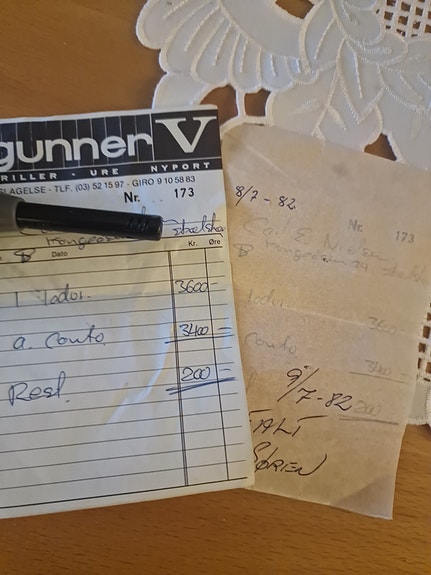 gunner V
RILLER - URE NYPORT
SLAGELSE - TLF. (03) 52 15 97 - GIRO 9 10 58 83
Nr. 173
Dato Kr. Øre
1 3600 -
a. Conto 3400 =
Rest. 200 =
8/7 - 82
Nr. 173
E. Nielsen
3600
Conto
3400
200
9/7-82
TALT
SØREN